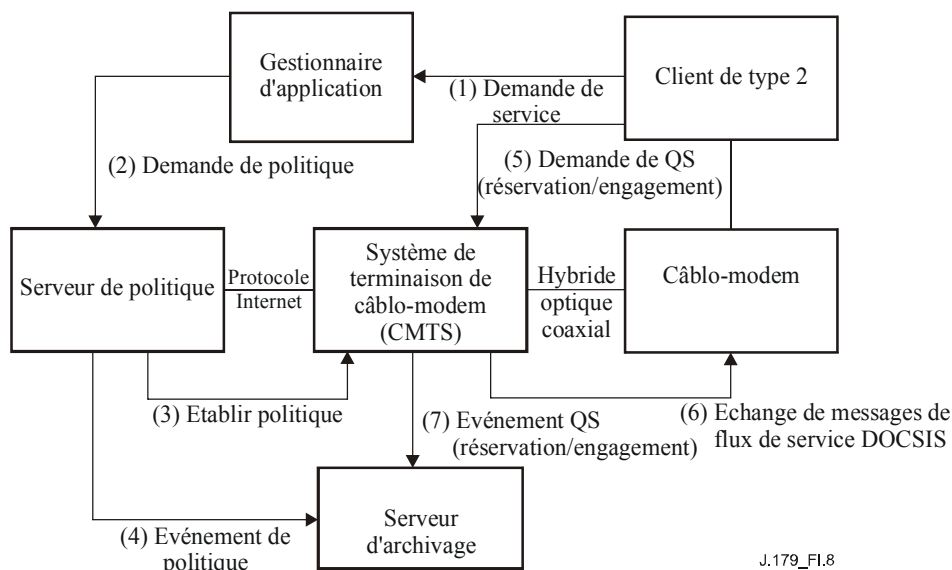 Gestionnaire
d'application
Client de type 2
(1) Demande de
service
(2) Demande de politique
(5) Demande de QS
(réservation/engagement)
Serveur de politique
Protocole
Internet
Système de
terminaison de
câblo-modem
(CMTS)
Hybride
optique
coaxial
Câblo-modem
(3) Etablir politique
(7) Evénement QS
(réservation/engagement)
(6) Echange de messages de
flux de service DOCSIS
(4) Evénement de
politique
Serveur
d'archivage
J.179_FI.8